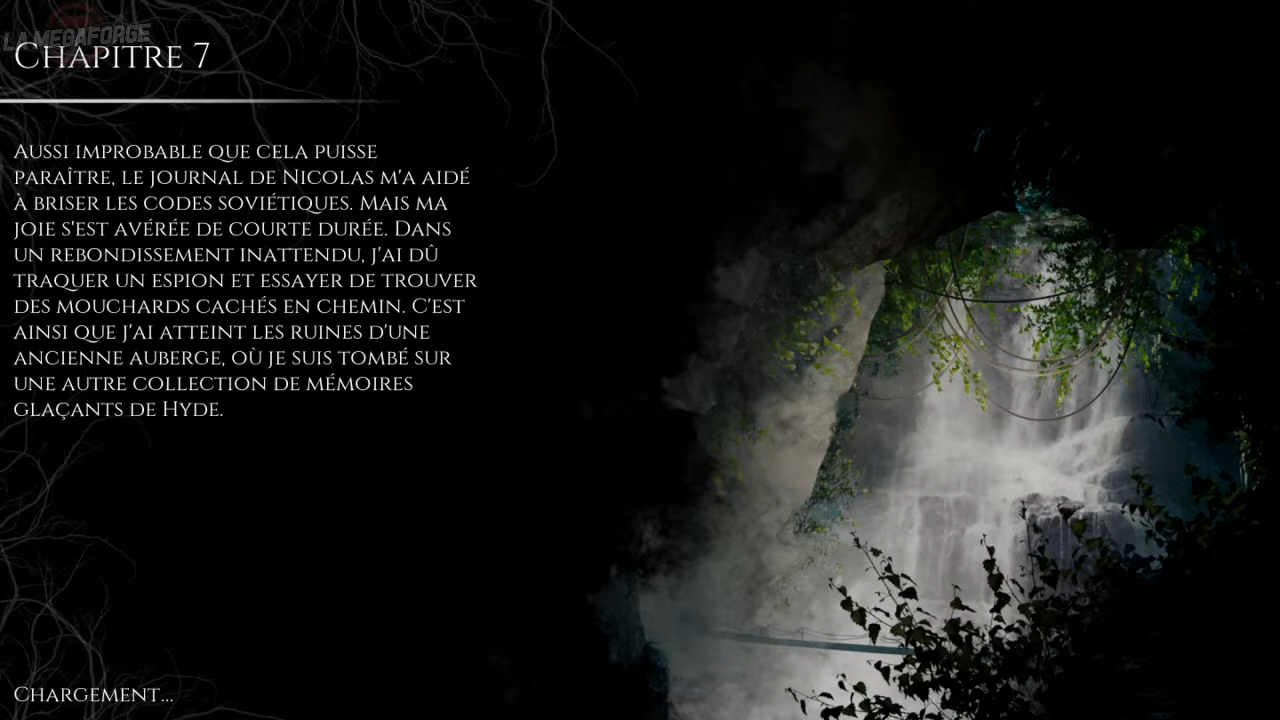 LA MEGAFORGE
Chapitre 7
Aussi improbable que cela puisse
paraître, le journal de Nicolas m'a aidé
à briser les codes soviétiques. Mais ma
joie s'est avérée de courte durée. Dans
un rebondissement inattendu, j'ai dû
traquer un espion et essayer de trouver
des mouchards cachés en chemin. C'est
ainsi que j'ai atteint les ruines d'une
ancienne auberge, où je suis tombé sur
une autre collection de mémoires
glaçants de Hyde.
Chargement...